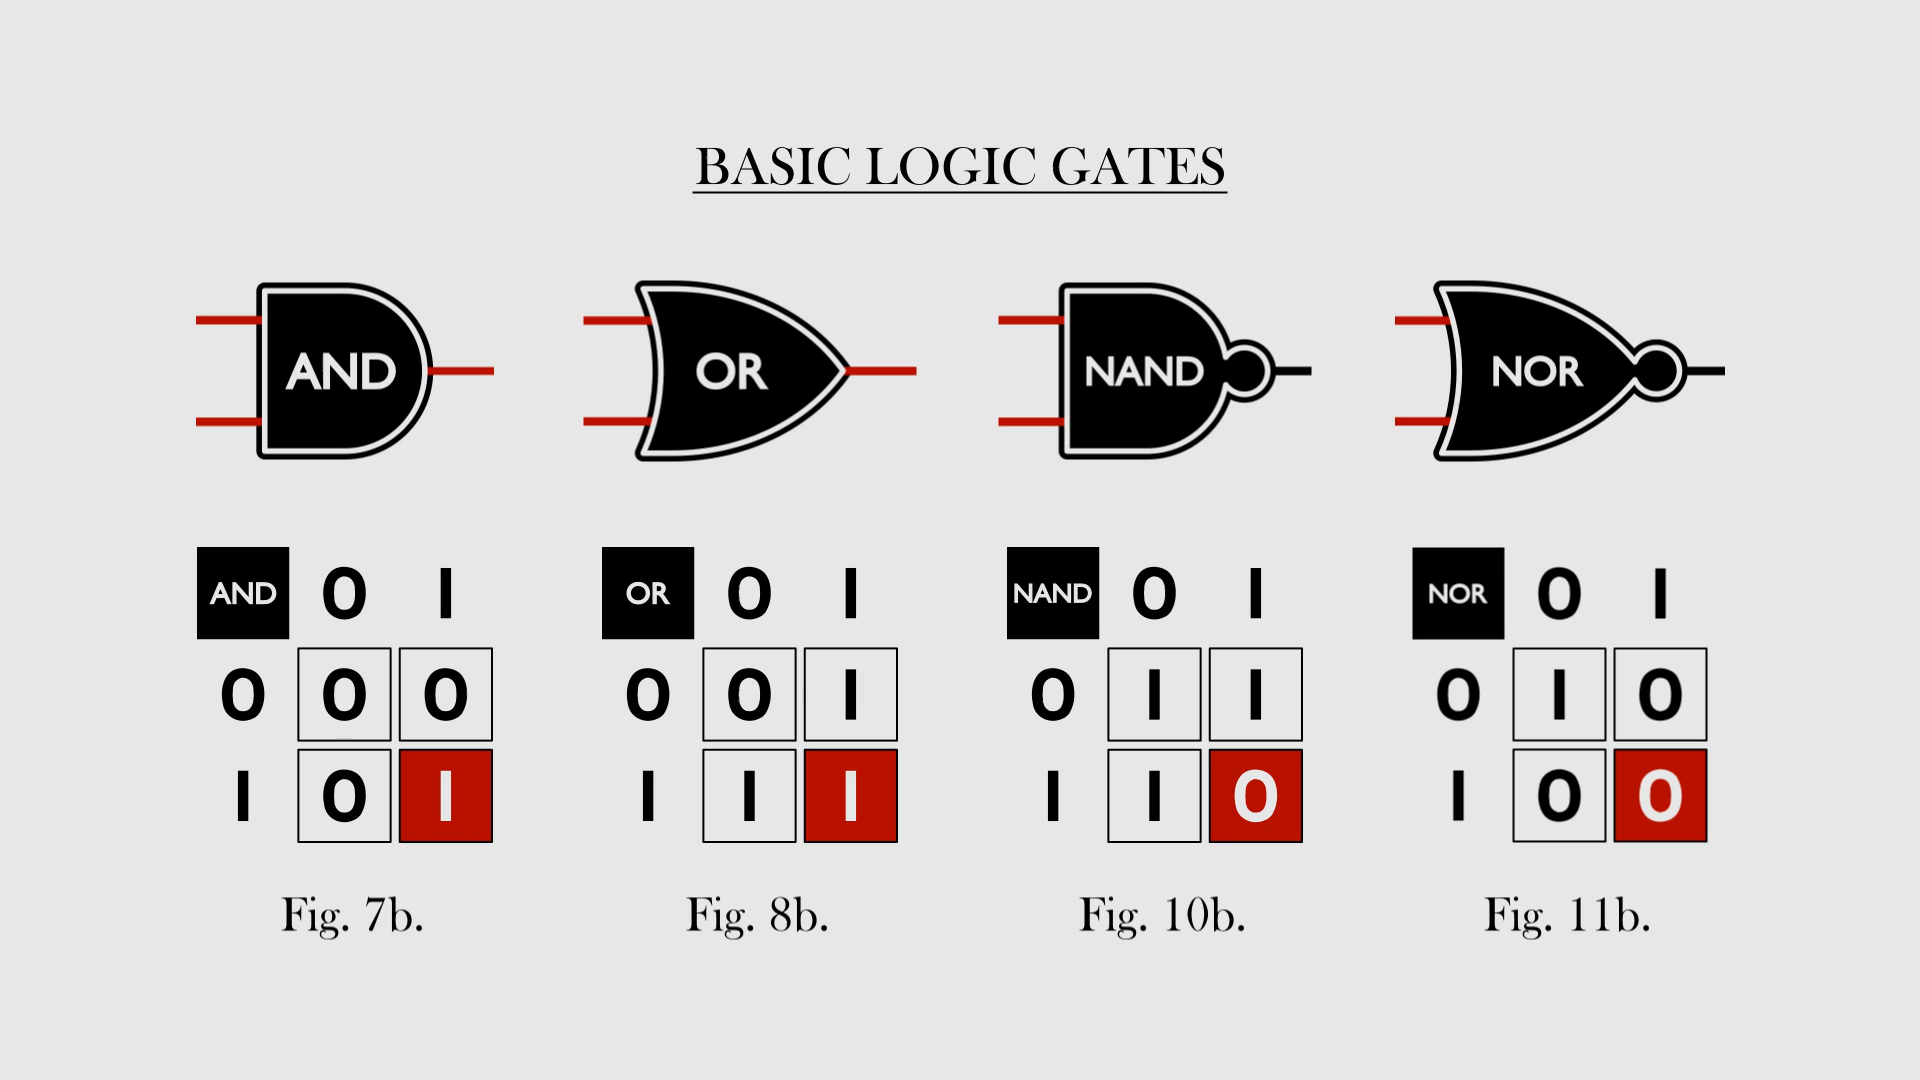 BASIC LOGIC GATES
AND OR NAND NOR
AND 0 1 OR 0 1 NAND 0 1 NOR 0 1
0 0 0 0 0 1 0 1 1 0 1 0
1 0 1 1 1 1 1 1 0 1 0 0
Fig. 7b. Fig. 8b. Fig. 10b. Fig. 11b.